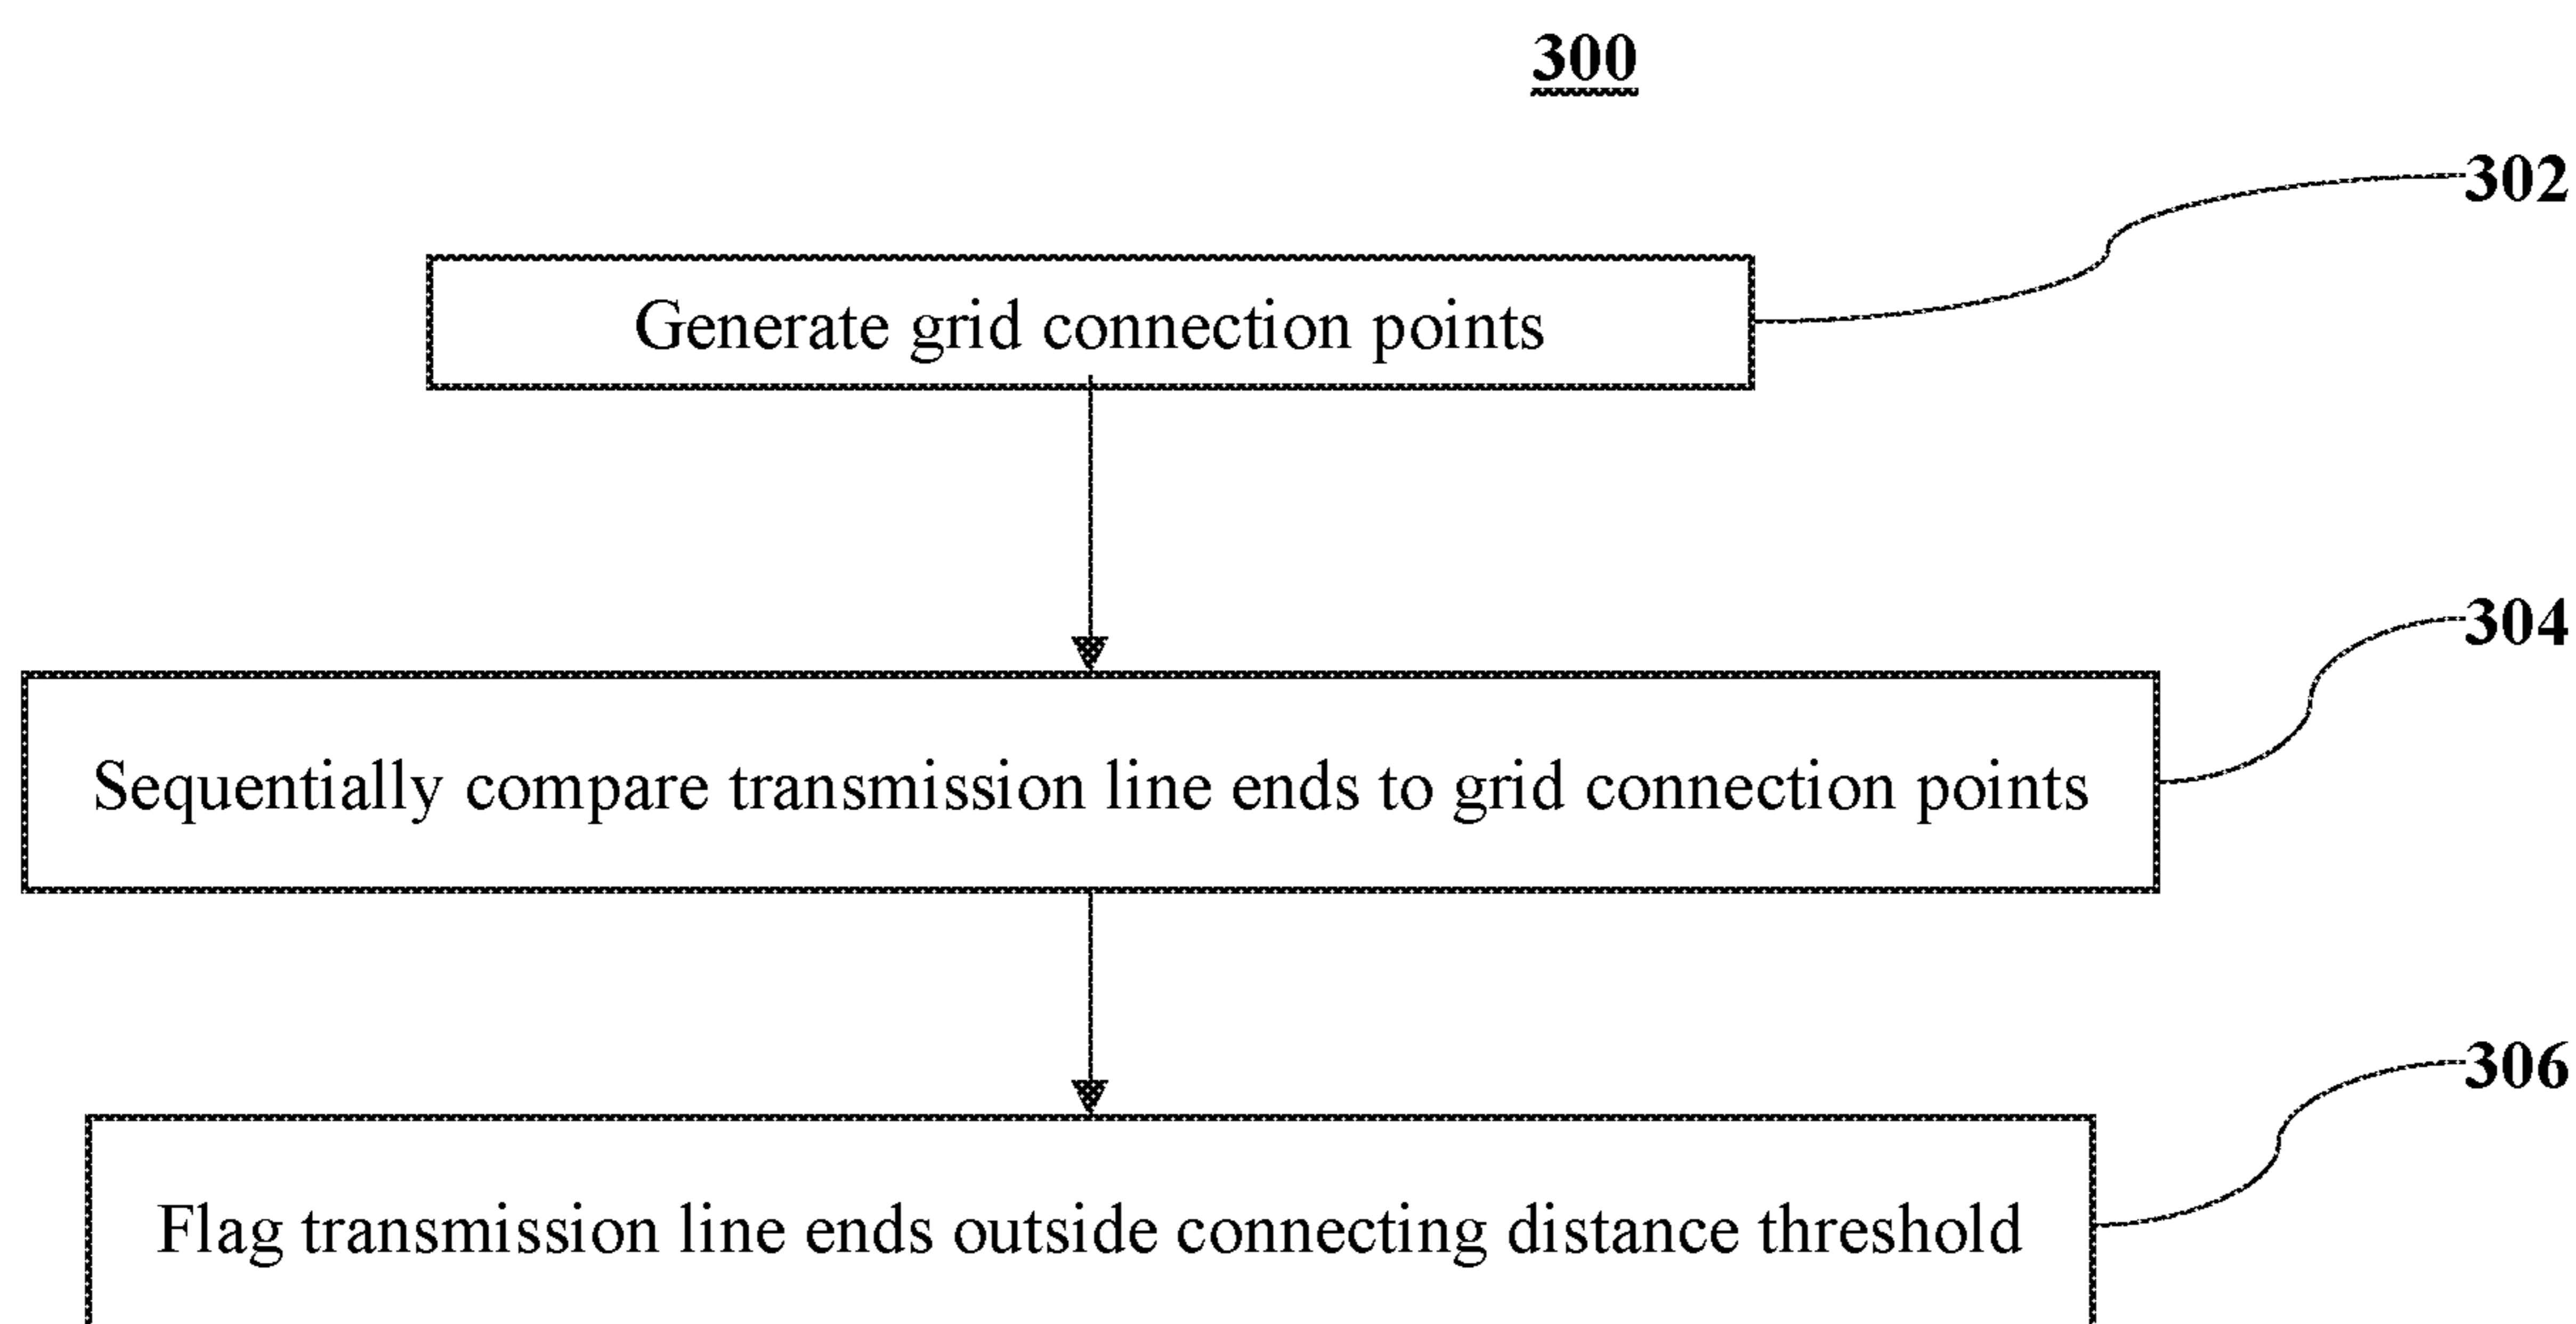 300
302
Generate grid connection points
304
Sequentially compare transmission line ends to grid connection points
306
Flag transmission line ends outside connecting distance threshold